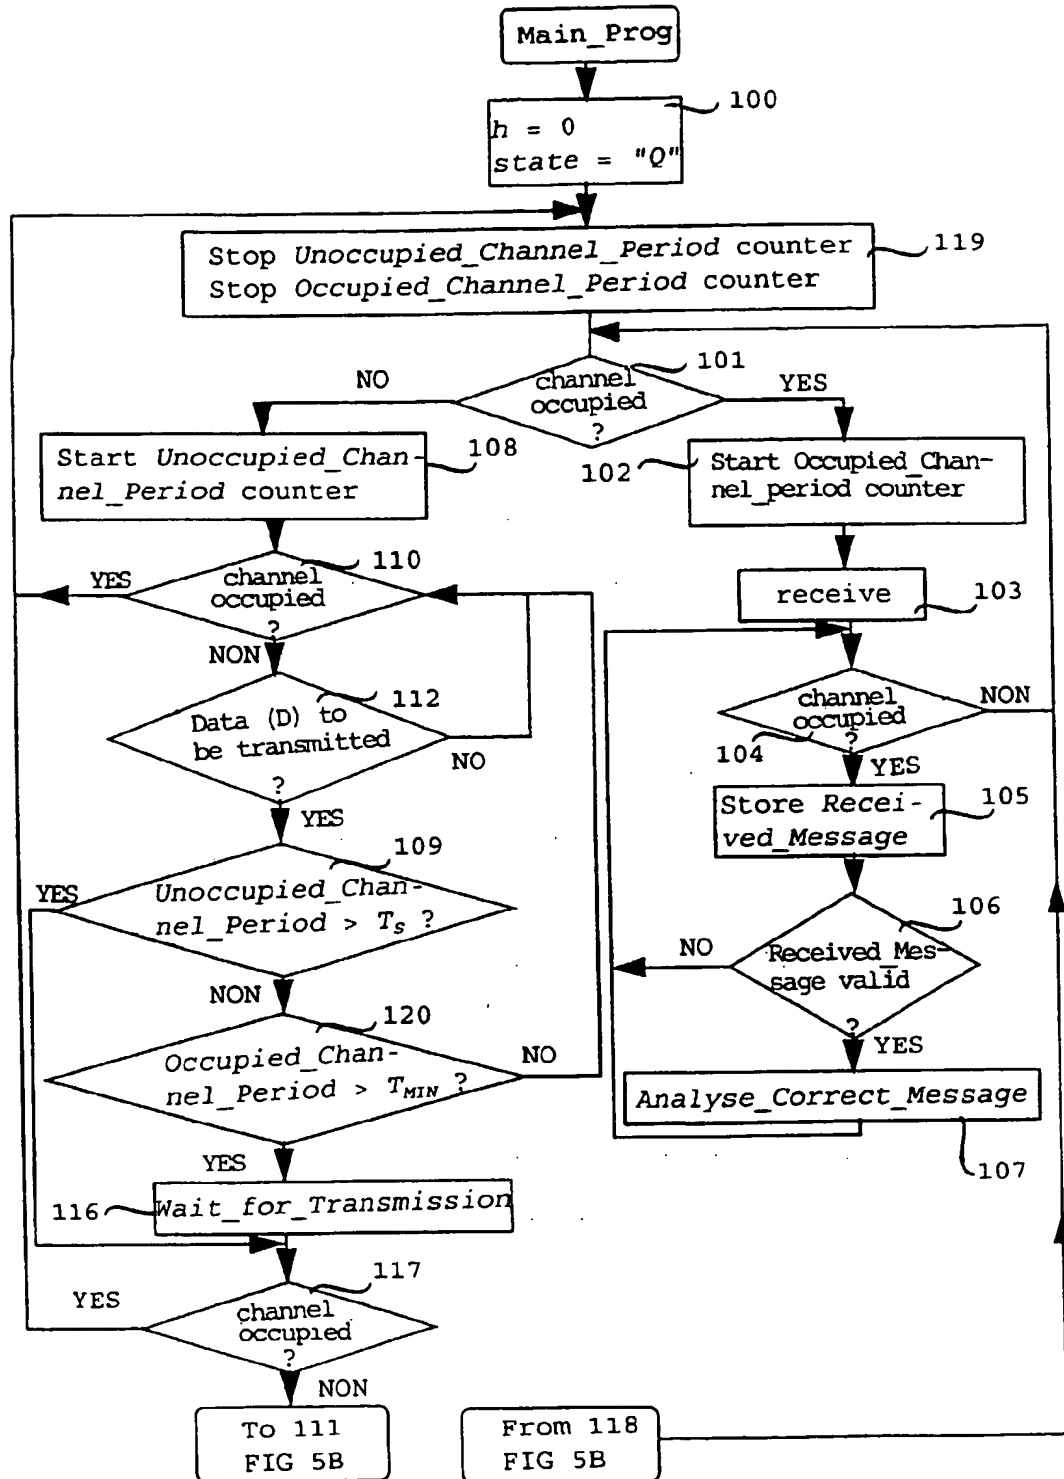 Main_Prog
100
h = 0
state = "Q"
Stop Unoccupied_Channel_Period counter
Stop Occupied_Channel_Period counter
119
101
channel
occupied
?
NO
YES
Start Unoccupied_Chan-
nel_Period counter
108
102
Start Occupied_Chan-
nel_period counter
110
channel
occupied
?
YES
NON
receive
103
112
Data (D) to
be transmitted
?
NO
YES
channel
occupied
?
104
NON
YES
Store Recei-
ved_Message
105
109
Unoccupied_Chan-
nel_Period > TS ?
YES
NON
106
Received_Mes-
sage valid
?
NO
YES
120
Occupied_Chan-
nel_Period > TMIN ?
NO
YES
Analyse_Correct_Message
107
116
Wait_for_Transmission
117
channel
occupied
?
YES
NON
To 111
FIG 5B
From 118
FIG 5B